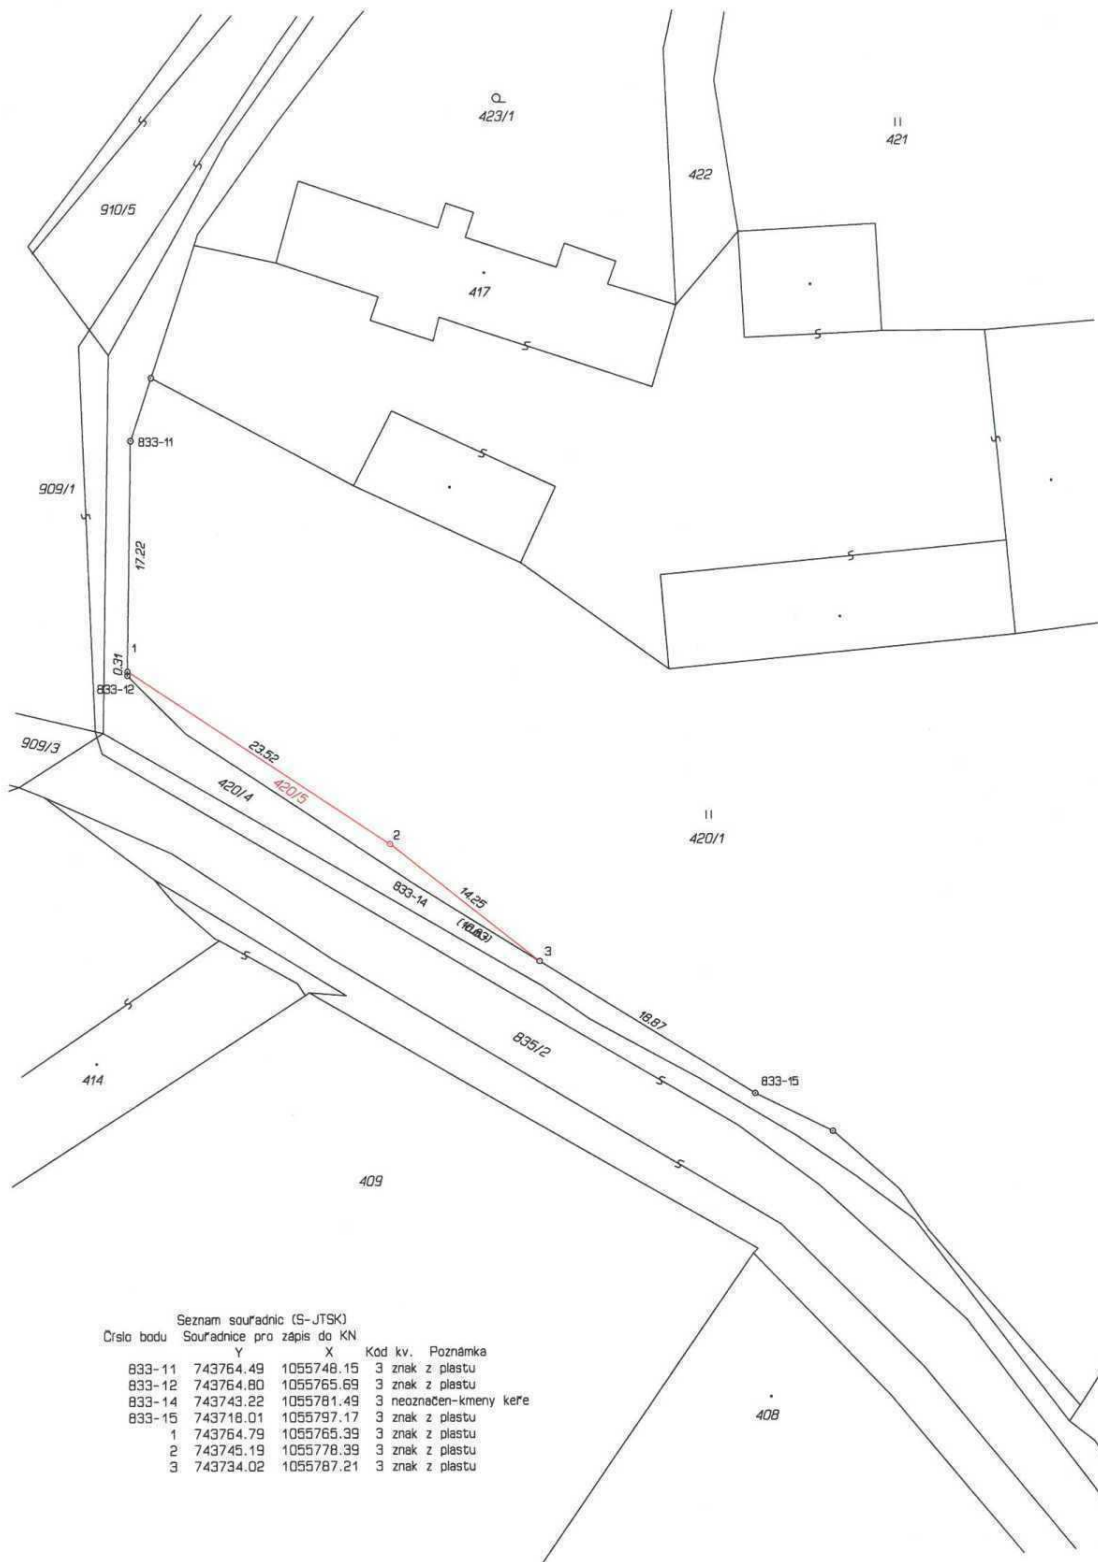 423/1
421
422
910/5
417
833-11
909/1
17.22
1
0.31
833-12
909/3
23.52
420/4
420/5
2
420/1
833-14
14.25
3
18.87
835/2
833-15
414
409
408
Seznam souřadnic (S-JTSK)
Číslo bodu Souřadnice pro zápis do KN
Y X Kód kv. Poznámka
833-11 743764.49 1055748.15 3 znak z plastu
833-12 743764.80 1055765.69 3 znak z plastu
833-14 743743.22 1055781.49 3 neoznačen-kmeny keře
833-15 743718.01 1055797.17 3 znak z plastu
1 743764.79 1055765.39 3 znak z plastu
2 743745.19 1055778.39 3 znak z plastu
3 743734.02 1055787.21 3 znak z plastu